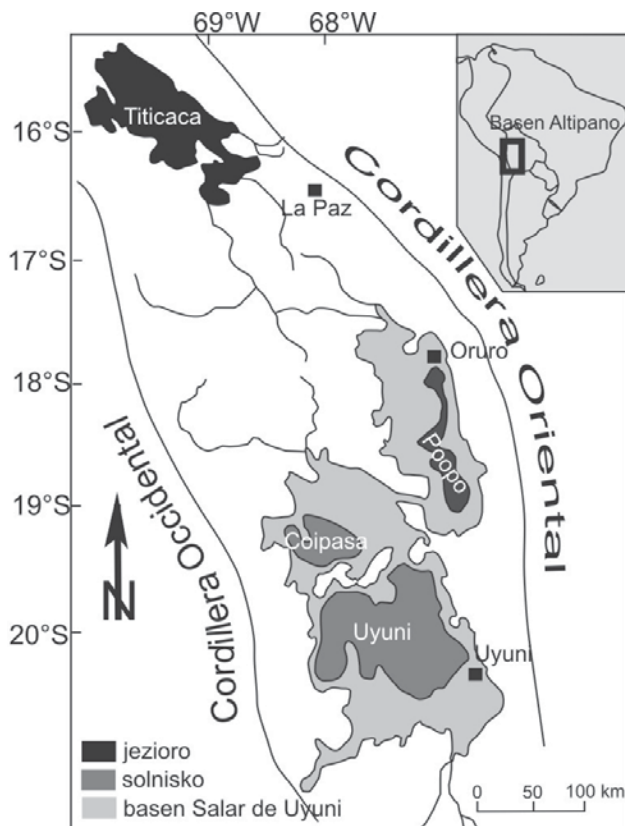 69°W
68°W
Titicaca
Basen Altipano
16°S
La Paz
Cordillera Oriental
17°S
Oruro
18°S
Poopo
Cordillera Occidental
19°S
Coipasa
N
20°S
Uyuni
Uyuni
jezioro
solnisko
basen Salar de Uyuni
0 50 100 km